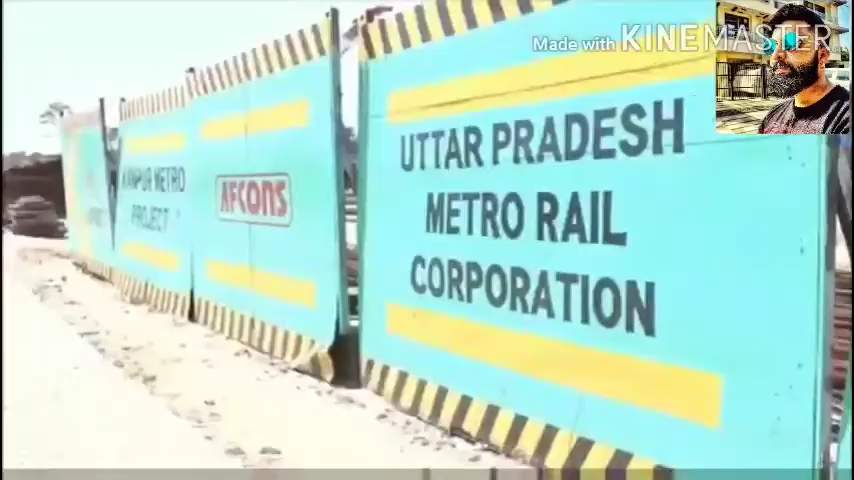 Made with KINEMASTER
UTTAR PRADESH
METRO RAIL
CORPORATION
AFCONS
KANPUR METRO
PROJECT